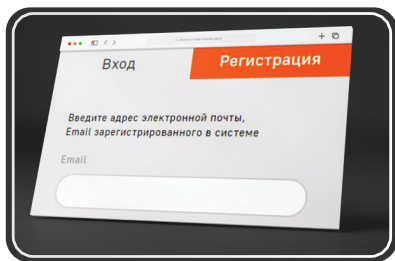 Вход
Регистрация
Введите адрес электронной почты,
Email зарегистрированного в системе
Email